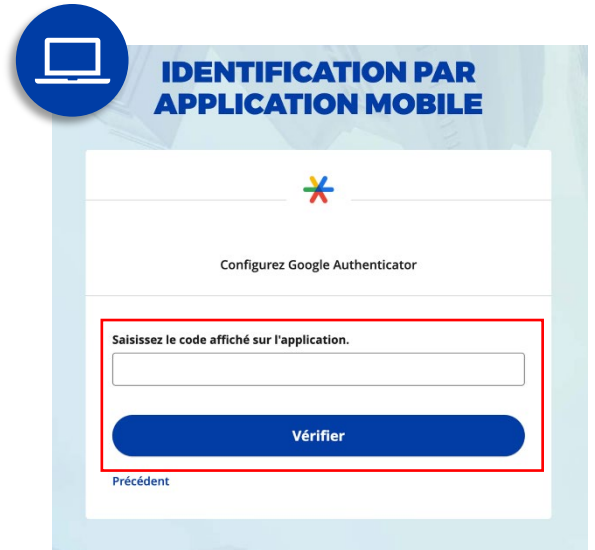 IDENTIFICATION PAR
APPLICATION MOBILE
Configurez Google Authenticator
Saisissez le code affiché sur l'application.
Vérifier
Précédent